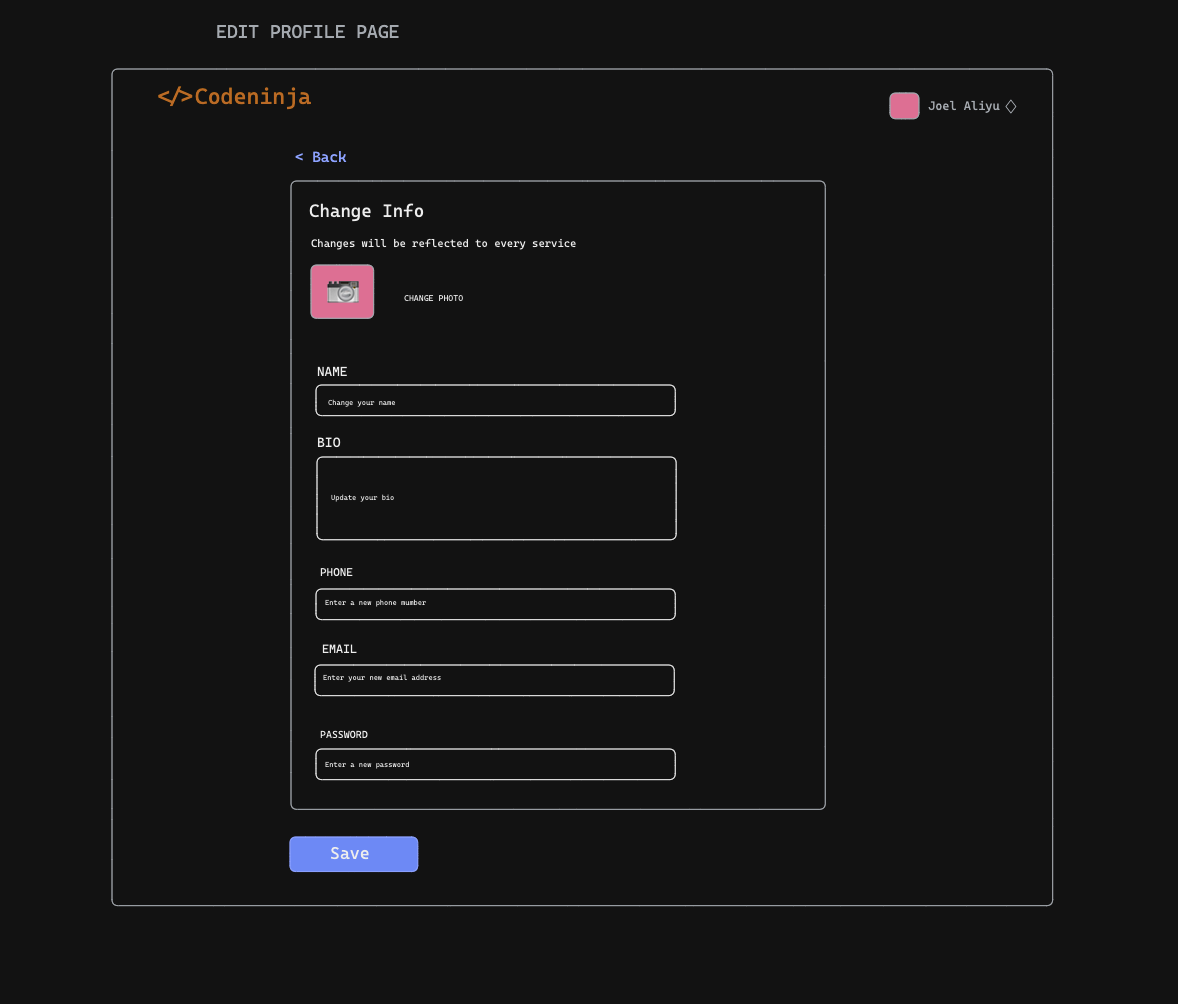 EDIT PROFILE PAGE
</>Codeninja
Joel Aliyu
< Back
Change Info
Changes will be reflected to every service
CHANGE PHOTO
NAME
Change your name
BIO
Update your bio
PHONE
Enter a new phone mumber
EMAIL
Enter your new email address
PASSWORD
Enter a new password
Save